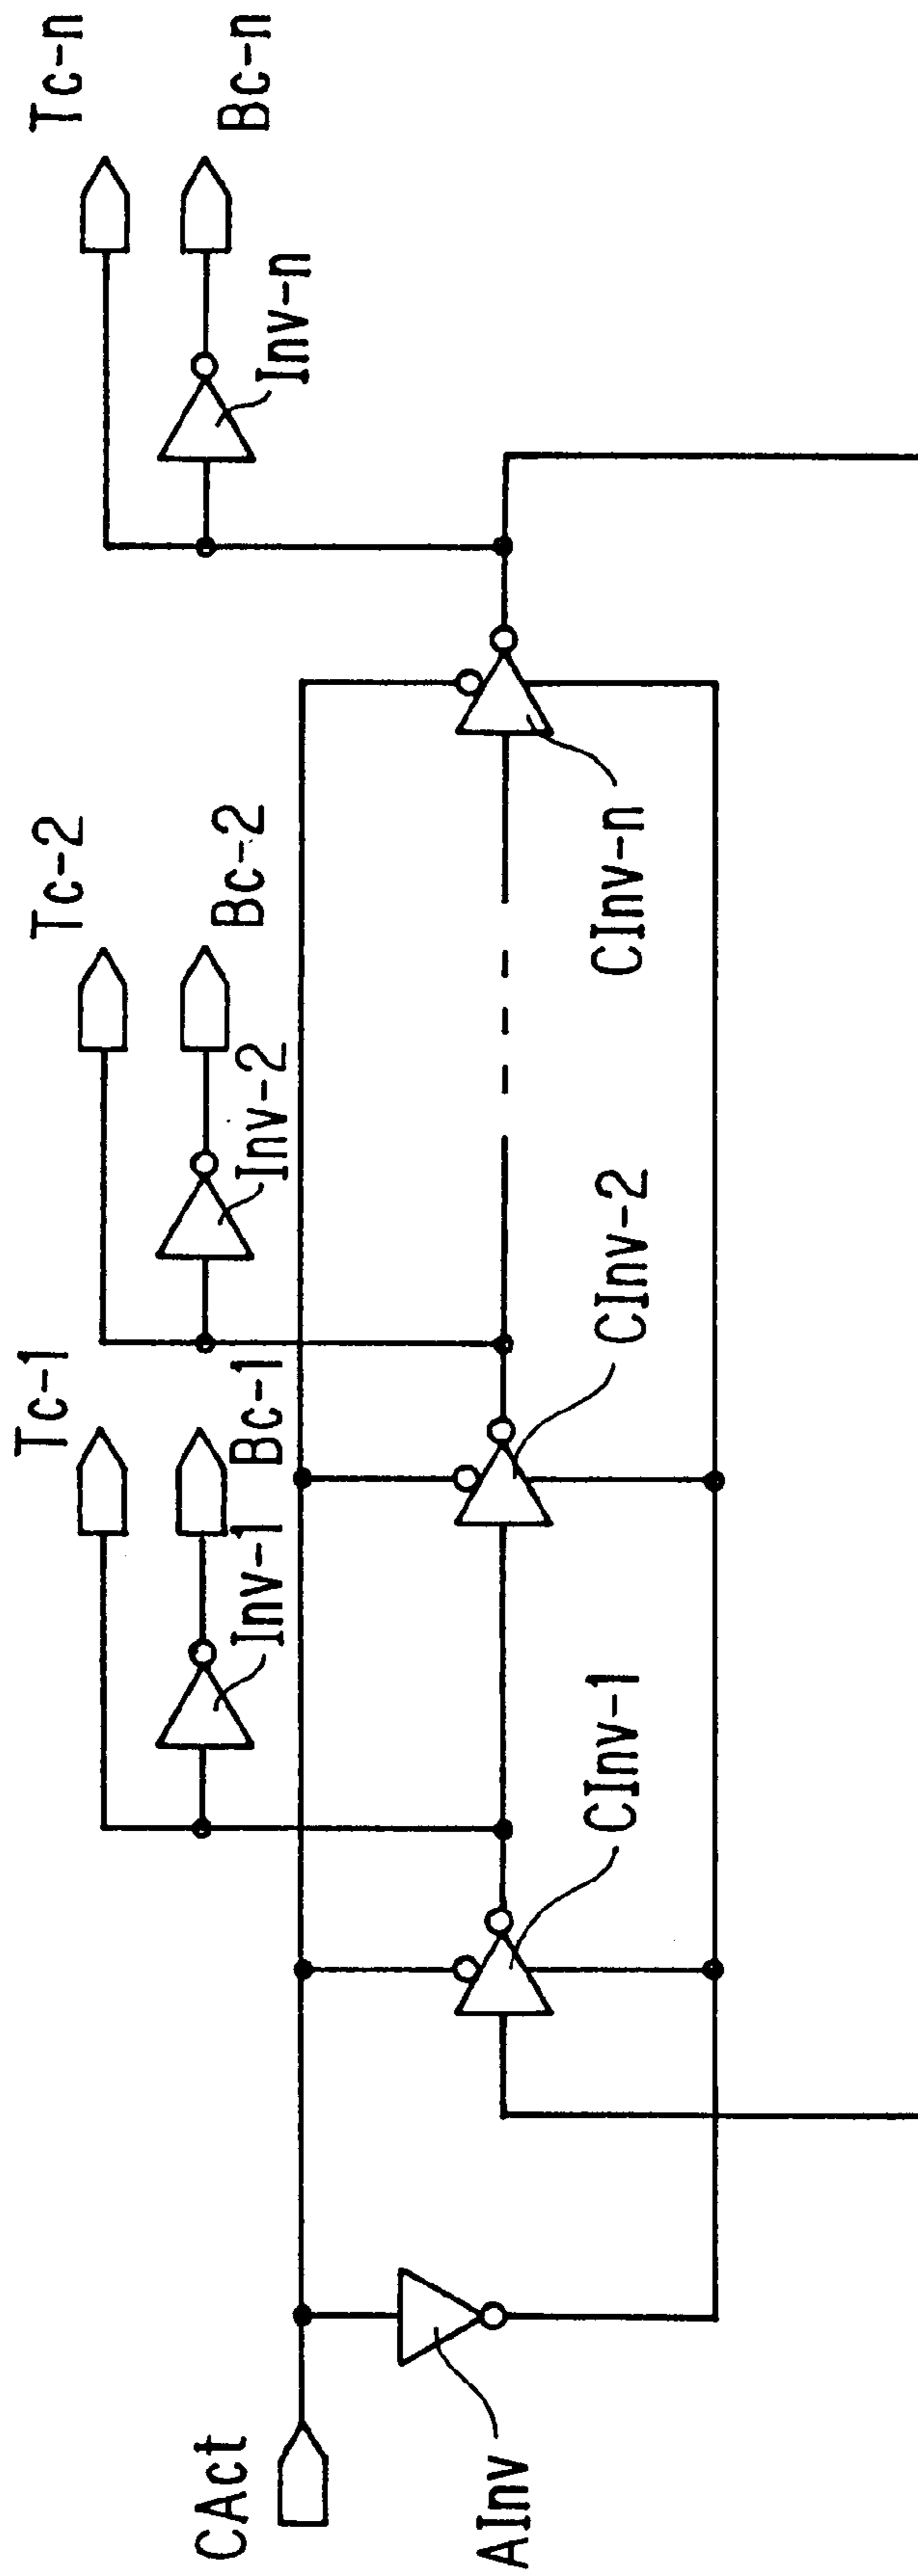 Tc-1
Tc-2
Tc-n
Bc-1
Bc-2
Bc-n
Inv-1
Inv-2
Inv-n
CAct
CInv-1
CInv-2
CInv-n
AInv